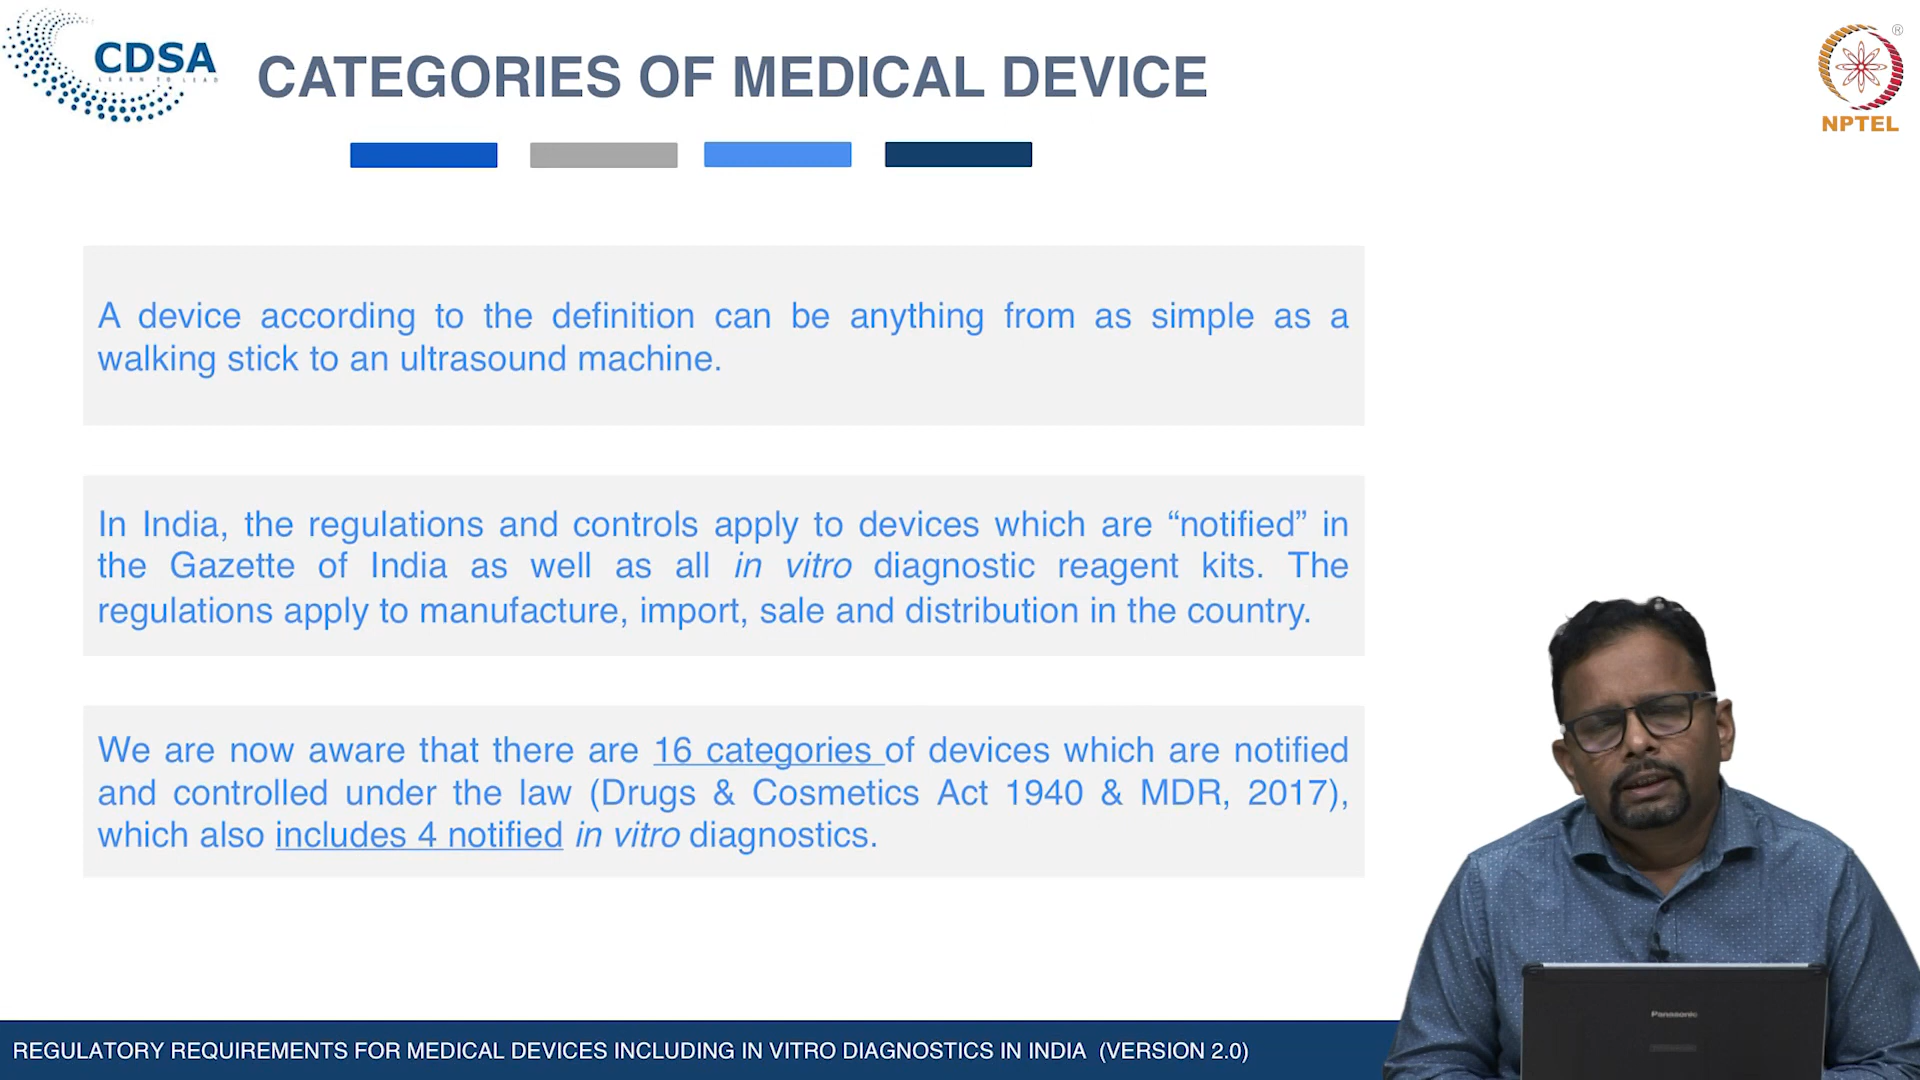 CDSA
LEARN TO LEAD
CATEGORIES OF MEDICAL DEVICE
®
NPTEL
A device according to the definition can be anything from as simple as a
walking stick to an ultrasound machine.
In India, the regulations and controls apply to devices which are “notified” in
the Gazette of India as well as all in vitro diagnostic reagent kits. The
regulations apply to manufacture, import, sale and distribution in the country.
We are now aware that there are 16 categories of devices which are notified
and controlled under the law (Drugs & Cosmetics Act 1940 & MDR, 2017),
which also includes 4 notified in vitro diagnostics.
Panasonic
REGULATORY REQUIREMENTS FOR MEDICAL DEVICES INCLUDING IN VITRO DIAGNOSTICS IN INDIA (VERSION 2.0)